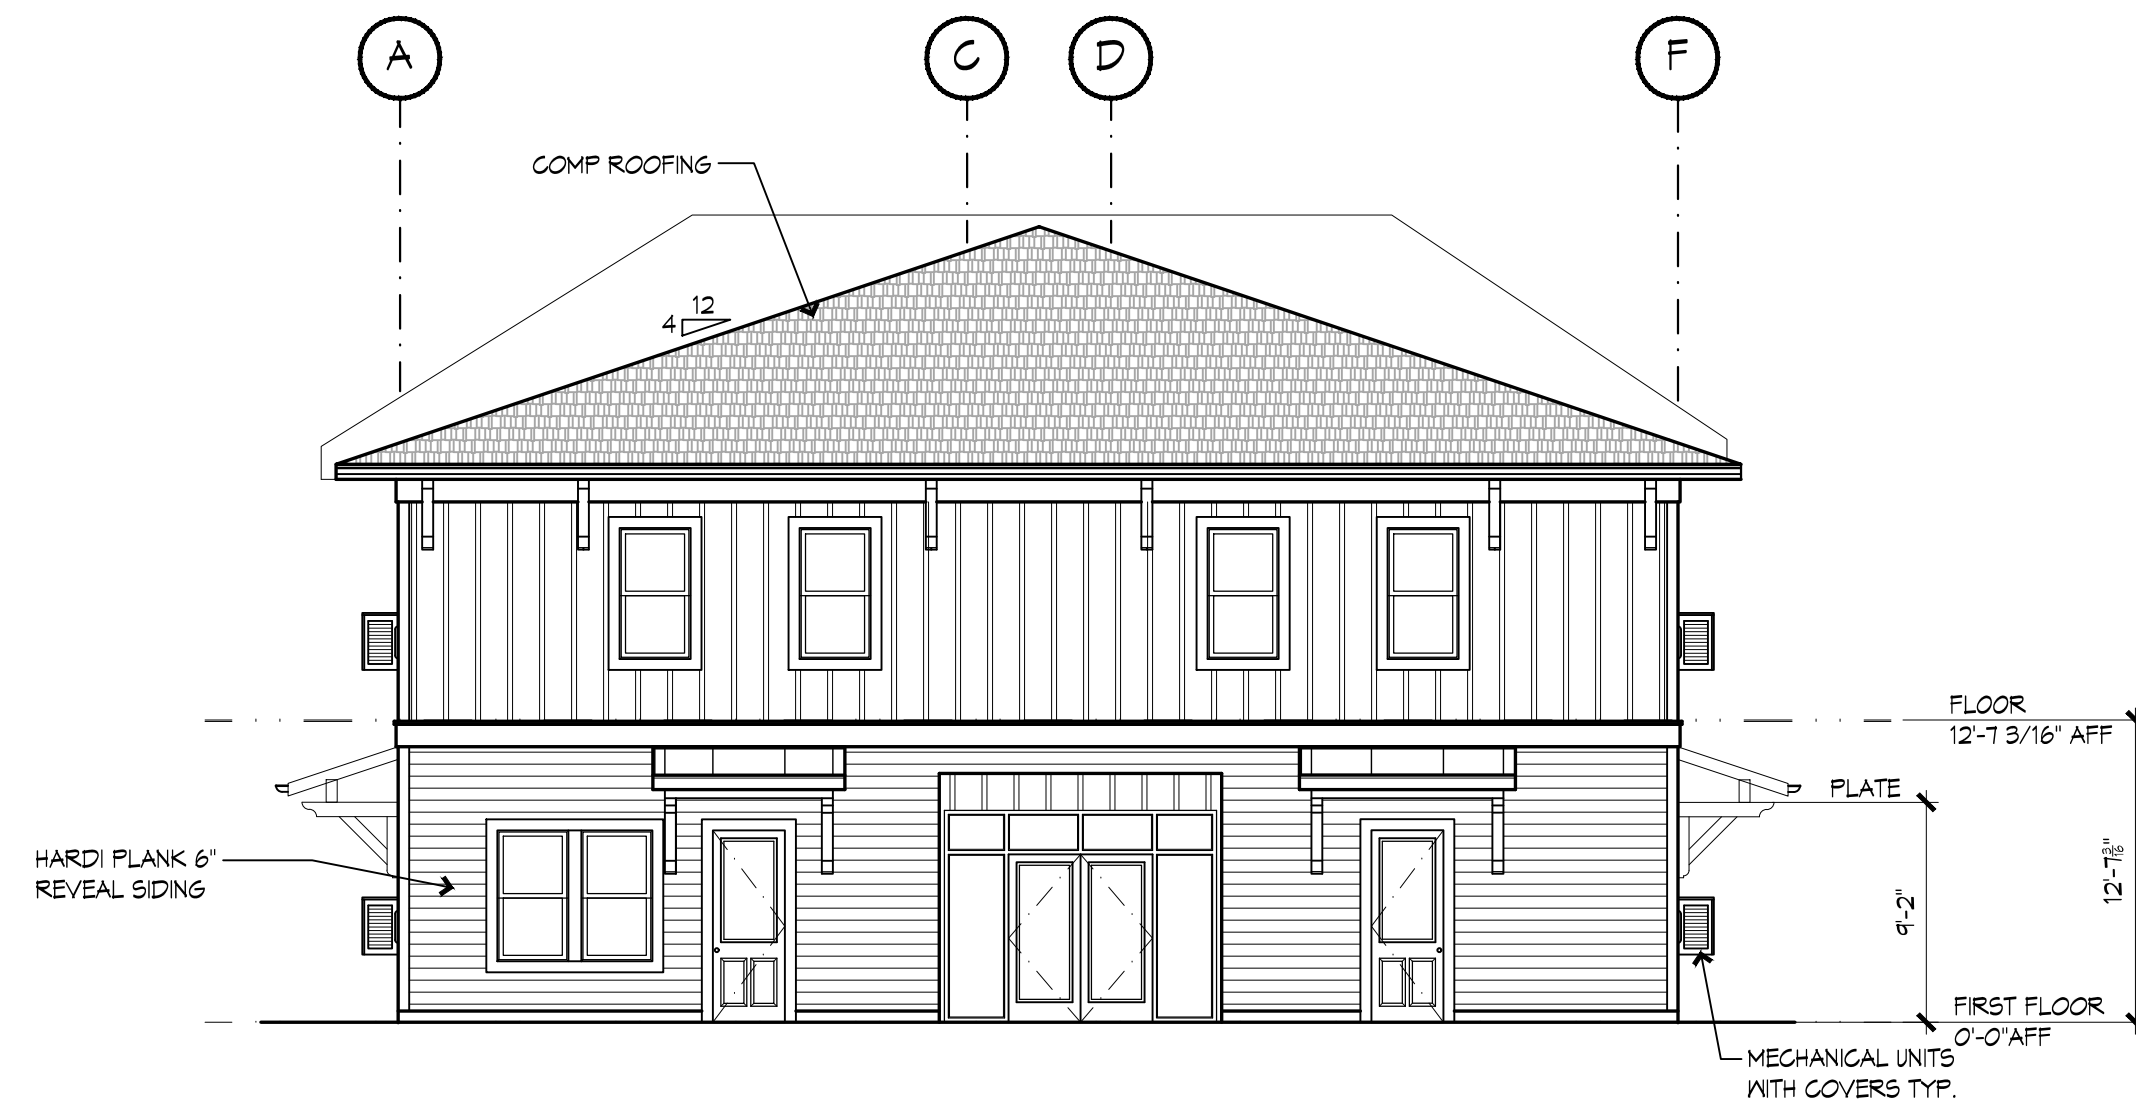 A
C
D
F
COMP ROOFING
12
4
FLOOR
12'-7 3/16" AFF
PLATE
HARDI PLANK 6"
REVEAL SIDING
9'-2"
12'-7 3/16"
FIRST FLOOR
0'-0"AFF
MECHANICAL UNITS
WITH COVERS TYP.